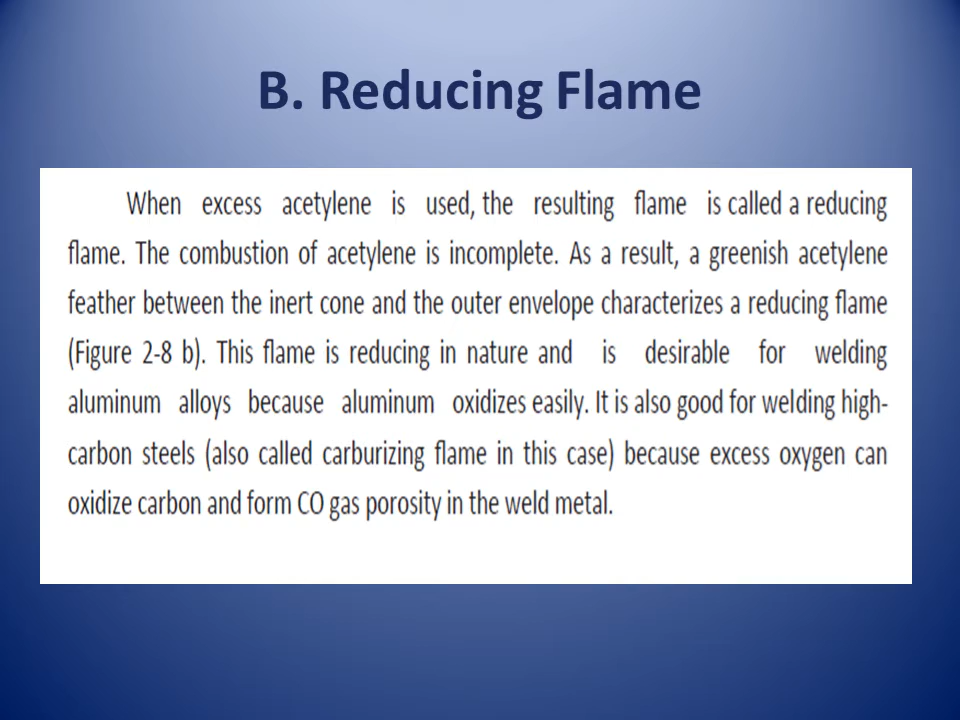 B. Reducing Flame
When excess acetylene is used, the resulting flame is called a reducing
flame. The combustion of acetylene is incomplete. As a result, a greenish acetylene
feather between the inert cone and the outer envelope characterizes a reducing flame
(Figure 2-8 b). This flame is reducing in nature and is desirable for welding
aluminum alloys because aluminum oxidizes easily. It is also good for welding high-
carbon steels (also called carburizing flame in this case) because excess oxygen can
oxidize carbon and form CO gas porosity in the weld metal.